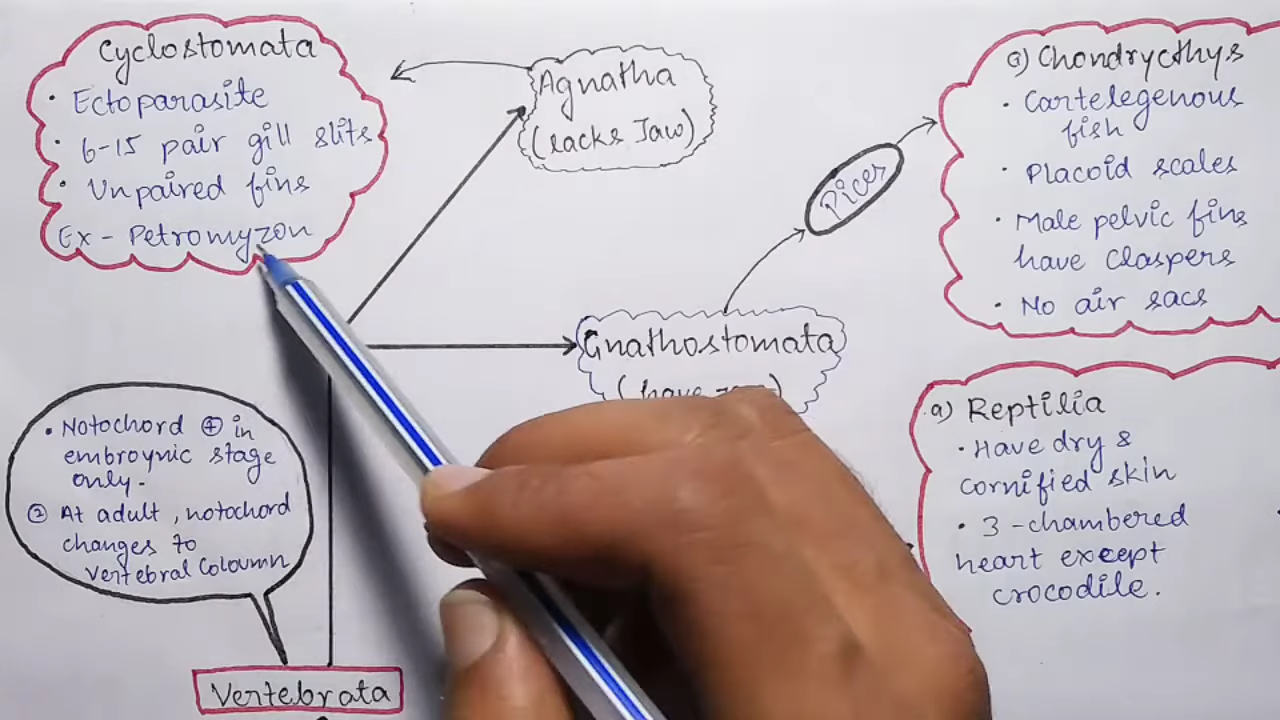 Cyclostomata
• Ectoparasite
• 6-15 pair gill slits
• Unpaired fins
Ex - Petromyzon
Agnatha
(lacks Jaw)
Pices
a) Chondrycthys
• Cartelegenous
fish
• Placoid scales
• Male pelvic fins
have claspers
• No air sacs
Gnathostomata
(have
a) Reptilia
• Have dry &
cornified skin
• 3-chambered
heart except
crocodile.
• Notochord ⊕ in
embroynic stage
only.
② At adult, notochord
changes to
vertebral coloumn
Vertebrata